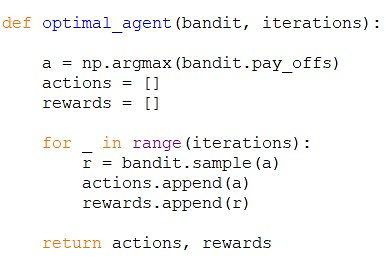 def optimal_agent(bandit, iterations):

    a = np.argmax(bandit.pay_offs)
    actions = []
    rewards = []

    for _ in range(iterations):
        r = bandit.sample(a)
        actions.append(a)
        rewards.append(r)

    return actions, rewards